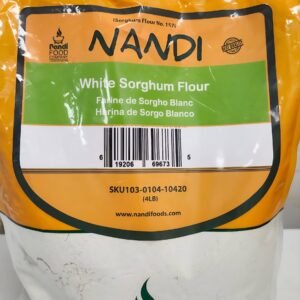 Nandi
FOOD
COMPANY
NANDI
White Sorghum Flour
Farine de Sorgho Blanc
Harina de Sorgo Blanco
6 19206 69673 5
SKU103-0104-10420
(4LB)
www.nandifoods.com